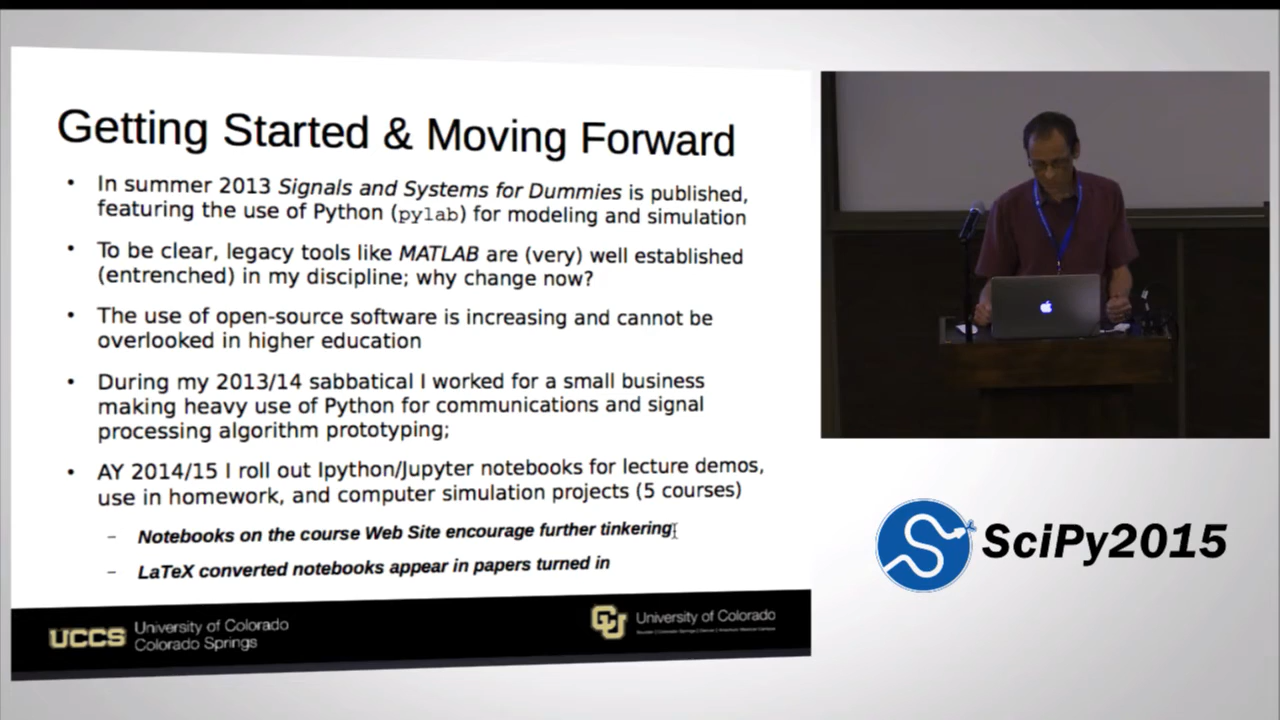 Getting Started & Moving Forward
• In summer 2013 Signals and Systems for Dummies is published,
featuring the use of Python (pylab) for modeling and simulation
• To be clear, legacy tools like MATLAB are (very) well established
(entrenched) in my discipline; why change now?
• The use of open-source software is increasing and cannot be
overlooked in higher education
• During my 2013/14 sabbatical I worked for a small business
making heavy use of Python for communications and signal
processing algorithm prototyping;
• AY 2014/15 I roll out Ipython/Jupyter notebooks for lecture demos,
use in homework, and computer simulation projects (5 courses)
– Notebooks on the course Web Site encourage further tinkering
– LaTeX converted notebooks appear in papers turned in
UCCS
University of Colorado
Colorado Springs
CU
University of Colorado
SciPy2015